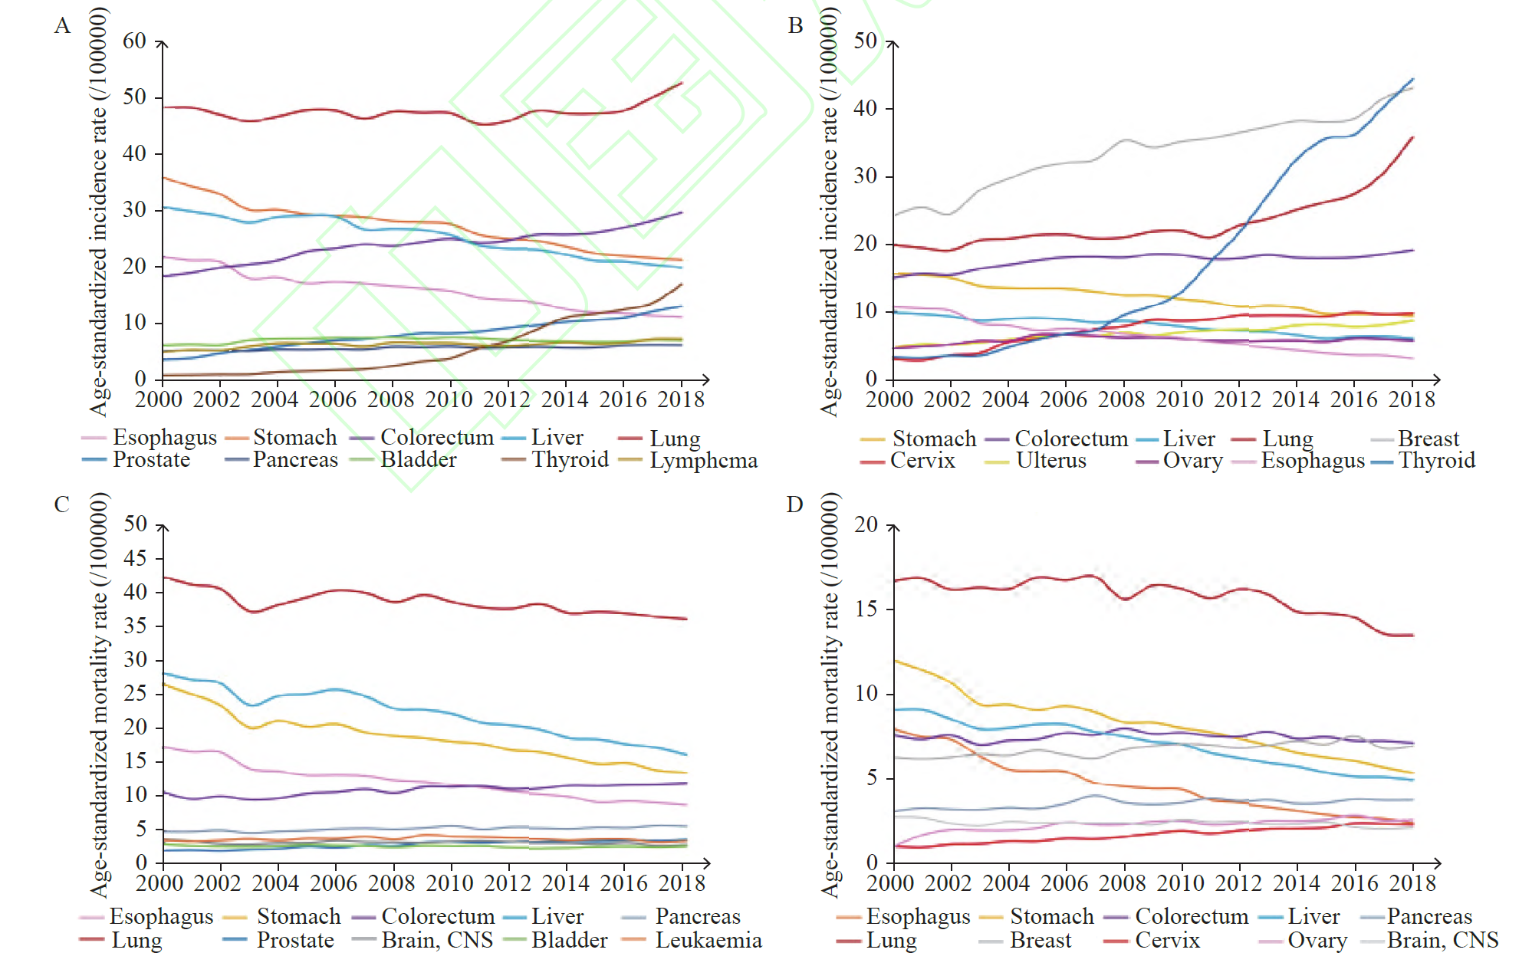 A
Age-standardized incidence rate (/100000)
60
50
40
30
20
10
0
2000 2002 2004 2006 2008 2010 2012 2014 2016 2018
Esophagus Stomach Colorectum Liver Lung
Prostate Pancreas Bladder Thyroid Lymphcma
B
Age-standardized incidence rate (/100000)
50
40
30
20
10
0
2000 2002 2004 2006 2008 2010 2012 2014 2016 2018
Stomach Colorectum Liver Lung Breast
Cervix Ulterus Ovary Esophagus Thyroid
C
Age-standardized mortality rate (/100000)
50
45
40
35
30
25
20
15
10
5
0
2000 2002 2004 2006 2008 2010 2012 2014 2016 2018
Esophagus Stomach Colorectum Liver Pancreas
Lung Prostate Brain, CNS Bladder Leukaemia
D
Age-standardized mortality rate (/100000)
20
15
10
5
0
2000 2002 2004 2006 2008 2010 2012 2014 2016 2018
Esophagus Stomach Colorectum Liver Pancreas
Lung Breast Cervix Ovary Brain, CNS